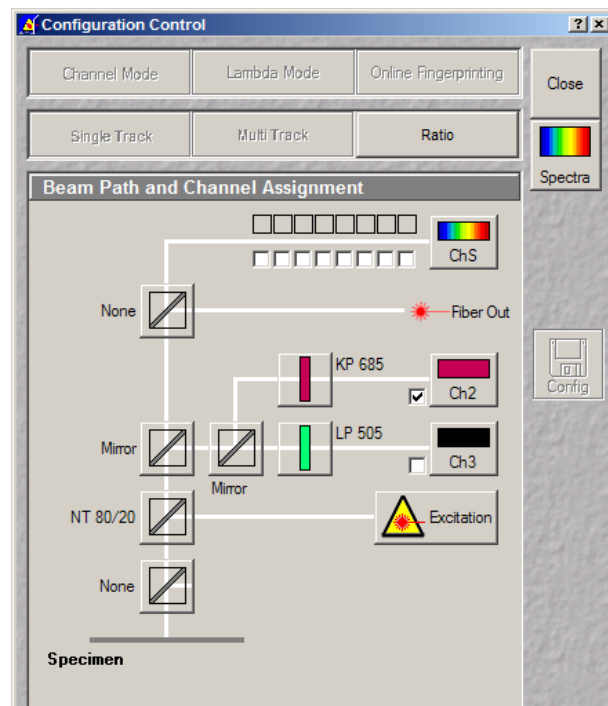 Configuration Control
Channel Mode
Lambda Mode
Online Fingerprinting
Close
Single Track
Multi Track
Ratio
Spectra
Beam Path and Channel Assignment
ChS
None
Fiber Out
KP 685
Ch2
Config
Mirror
LP 505
Ch3
Mirror
NT 80/20
Excitation
None
Specimen